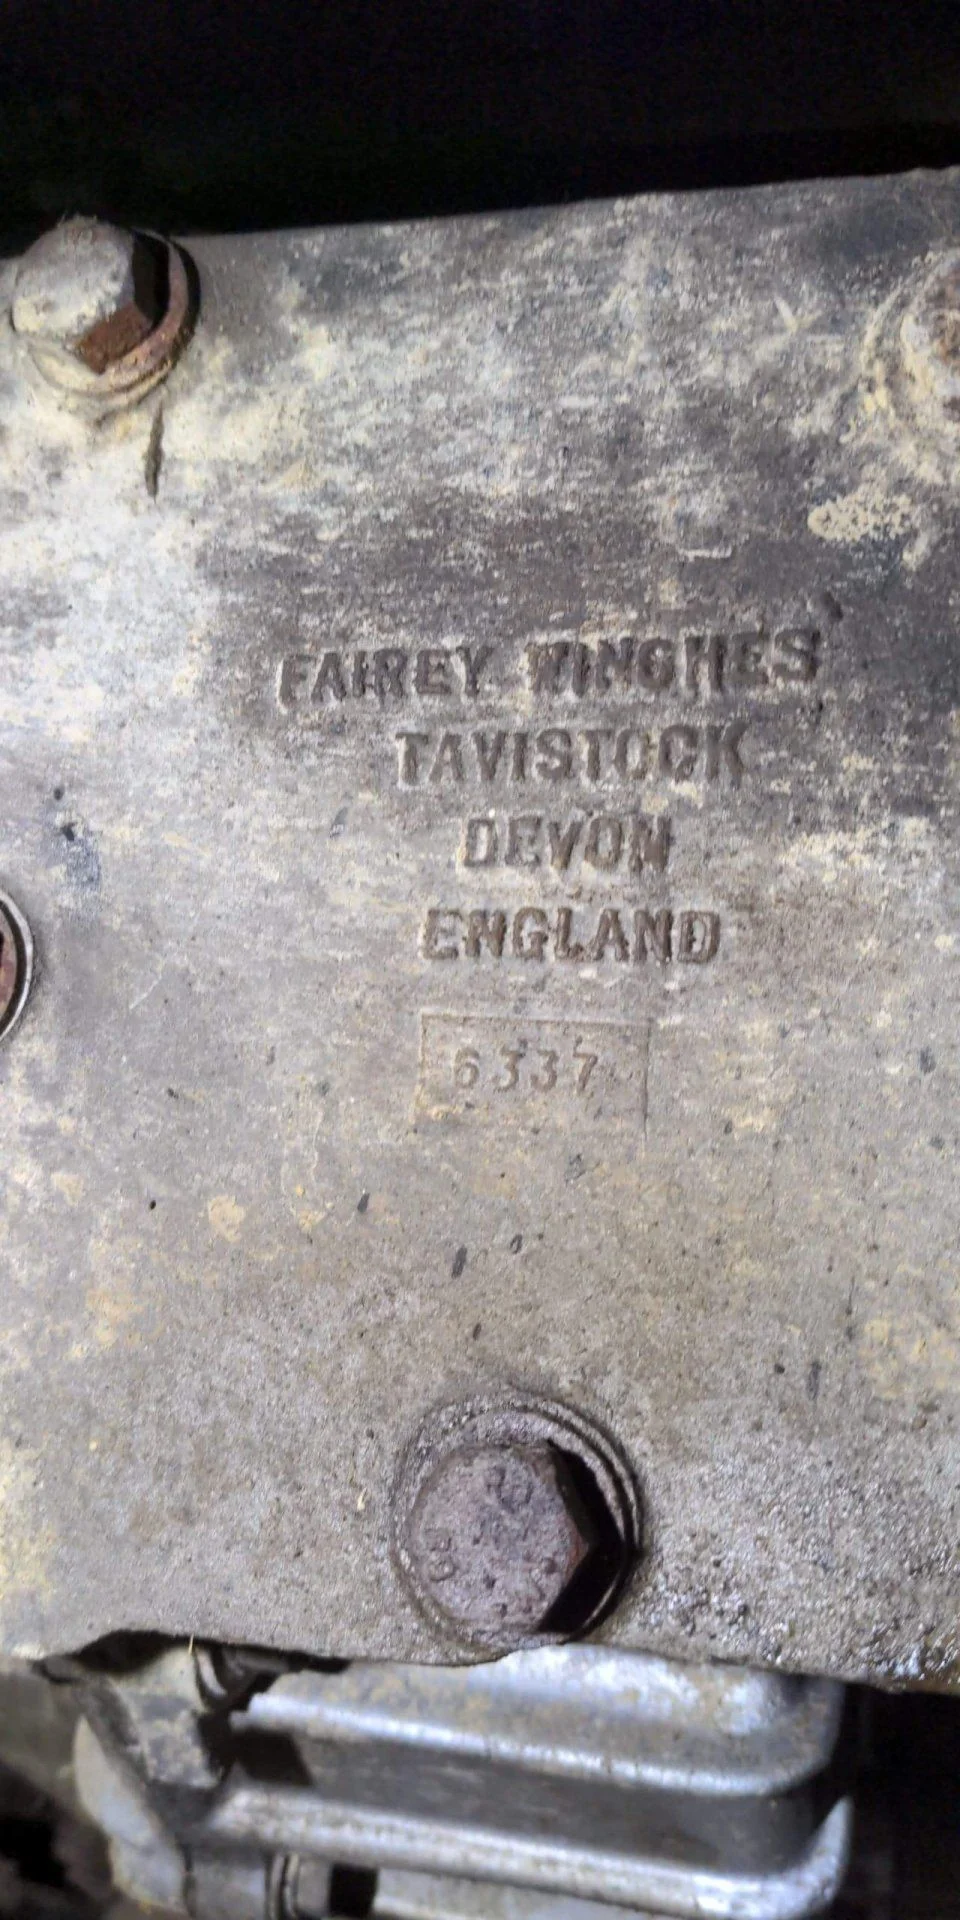 FAIREY WINCHES
TAVISTOCK
DEVON
ENGLAND
6337